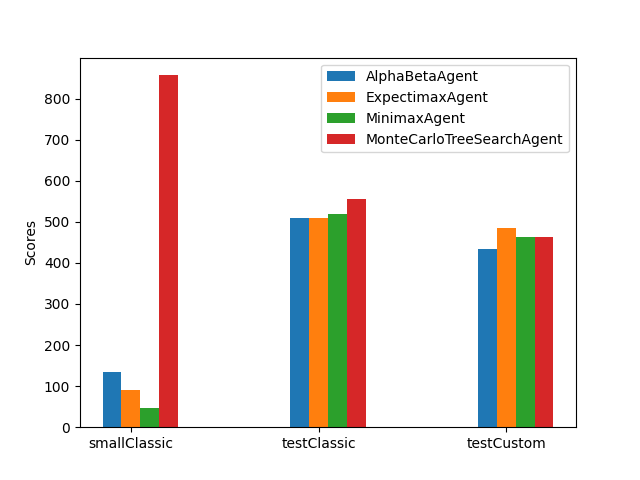 AlphaBetaAgent
ExpectimaxAgent
MinimaxAgent
MonteCarloTreeSearchAgent
Scores
800
700
600
500
400
300
200
100
0
smallClassic
testClassic
testCustom